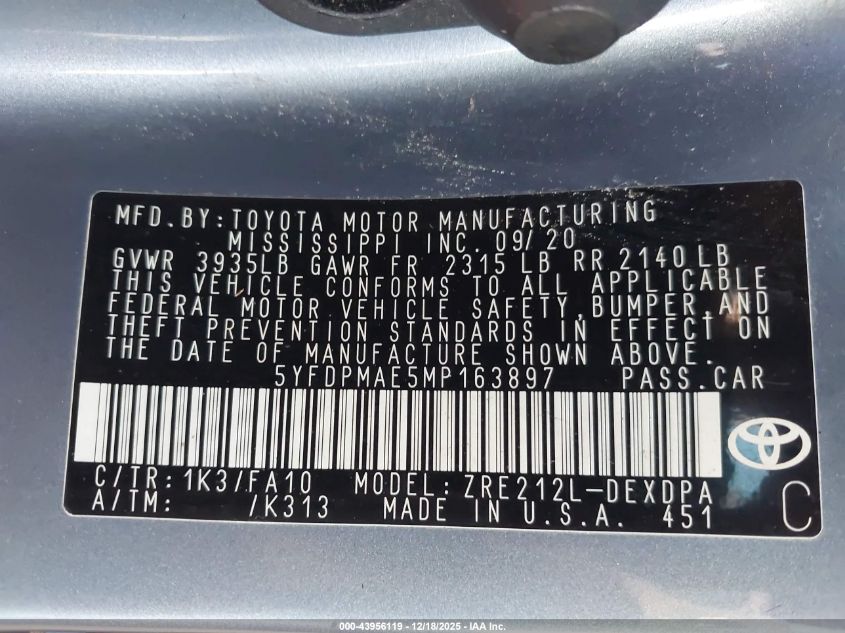 MFD.BY:TOYOTA MOTOR MANUFACTURING
MISSISSIPPI INC. 09/20
GVWR 3935LB GAWR FR 2315 LB RR 2140 LB
THIS VEHICLE CONFORMS TO ALL APPLICABLE
FEDERAL MOTOR VEHICLE SAFETY,BUMPER,AND
THEFT PREVENTION STANDARDS IN EFFECT ON
THE DATE OF MANUFACTURE SHOWN ABOVE.
5YFDPMAE5MP163897 PASS.CAR
C/TR:1K3/FA10 MODEL:ZRE212L-DEXDPA
A/TM: /K313 MADE IN U.S.A. 451
C
000-43956119 - 12/18/2025 - IAA Inc.